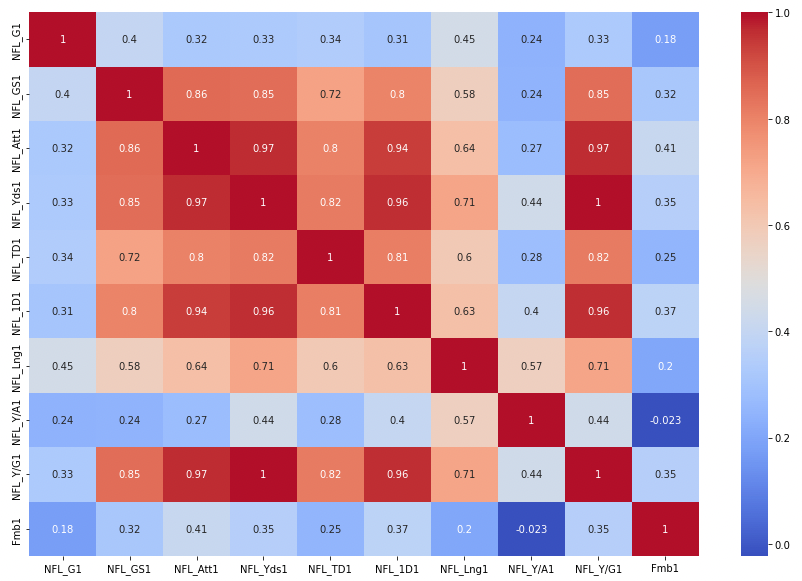 NFL_G1 1 0.4 0.32 0.33 0.34 0.31 0.45 0.24 0.33 0.18
NFL_GS1 0.4 1 0.86 0.85 0.72 0.8 0.58 0.24 0.85 0.32
NFL_Att1 0.32 0.86 1 0.97 0.8 0.94 0.64 0.27 0.97 0.41
NFL_Yds1 0.33 0.85 0.97 1 0.82 0.96 0.71 0.44 1 0.35
NFL_TD1 0.34 0.72 0.8 0.82 1 0.81 0.6 0.28 0.82 0.25
NFL_1D1 0.31 0.8 0.94 0.96 0.81 1 0.63 0.4 0.96 0.37
NFL_Lng1 0.45 0.58 0.64 0.71 0.6 0.63 1 0.57 0.71 0.2
NFL_Y/A1 0.24 0.24 0.27 0.44 0.28 0.4 0.57 1 0.44 -0.023
NFL_Y/G1 0.33 0.85 0.97 1 0.82 0.96 0.71 0.44 1 0.35
Fmb1 0.18 0.32 0.41 0.35 0.25 0.37 0.2 -0.023 0.35 1
NFL_G1 NFL_GS1 NFL_Att1 NFL_Yds1 NFL_TD1 NFL_1D1 NFL_Lng1 NFL_Y/A1 NFL_Y/G1 Fmb1
1.0
0.8
0.6
0.4
0.2
0.0